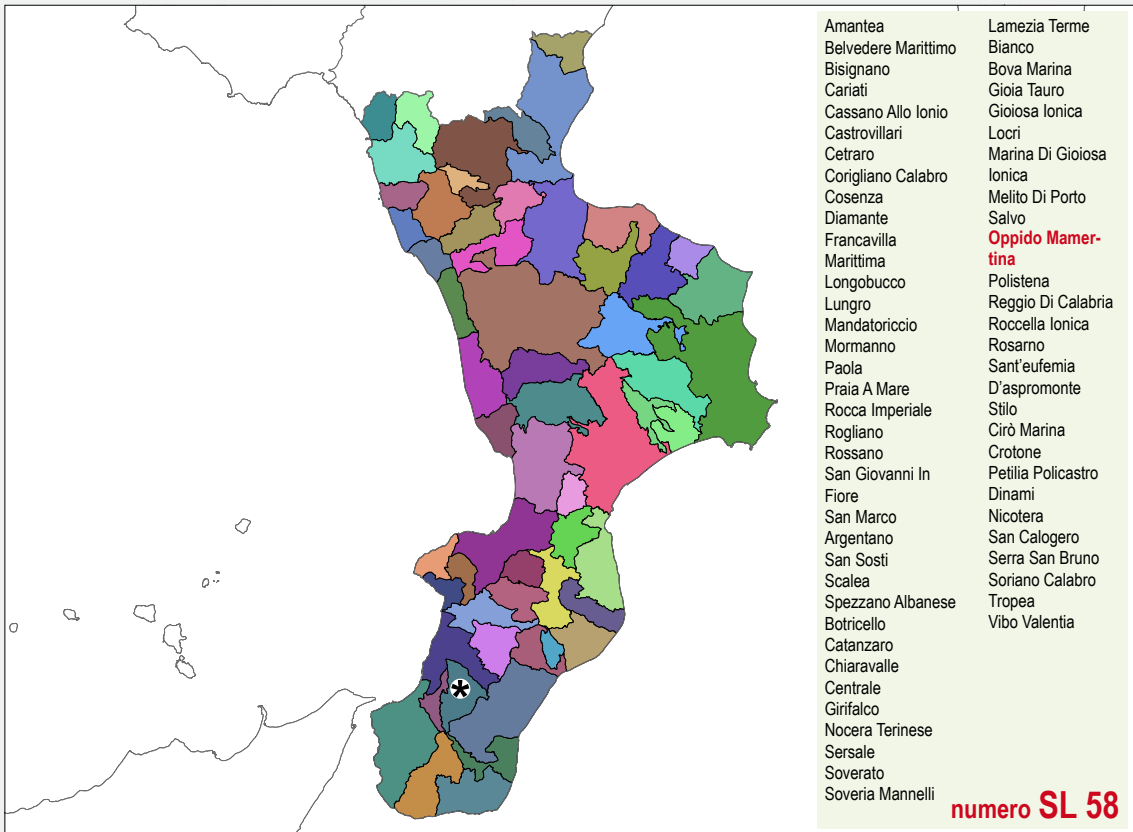 Amantea
Belvedere Marittimo
Bisignano
Cariati
Cassano Allo Ionio
Castrovillari
Cetraro
Corigliano Calabro
Cosenza
Diamante
Francavilla
Marittima
Longobucco
Lungro
Mandatoriccio
Mormanno
Paola
Praia A Mare
Rocca Imperiale
Rogliano
Rossano
San Giovanni In
Fiore
San Marco
Argentano
San Sosti
Scalea
Spezzano Albanese
Botricello
Catanzaro
Chiaravalle
Centrale
Girifalco
Nocera Terinese
Sersale
Soverato
Soveria Mannelli
Lamezia Terme
Bianco
Bova Marina
Gioia Tauro
Gioiosa Ionica
Locri
Marina Di Gioiosa
Ionica
Melito Di Porto
Salvo
Oppido Mamer-
tina
Polistena
Reggio Di Calabria
Roccella Ionica
Rosarno
Sant'eufemia
D'aspromonte
Stilo
Cirò Marina
Crotone
Petilia Policastro
Dinami
Nicotera
San Calogero
Serra San Bruno
Soriano Calabro
Tropea
Vibo Valentia
numero SL 58